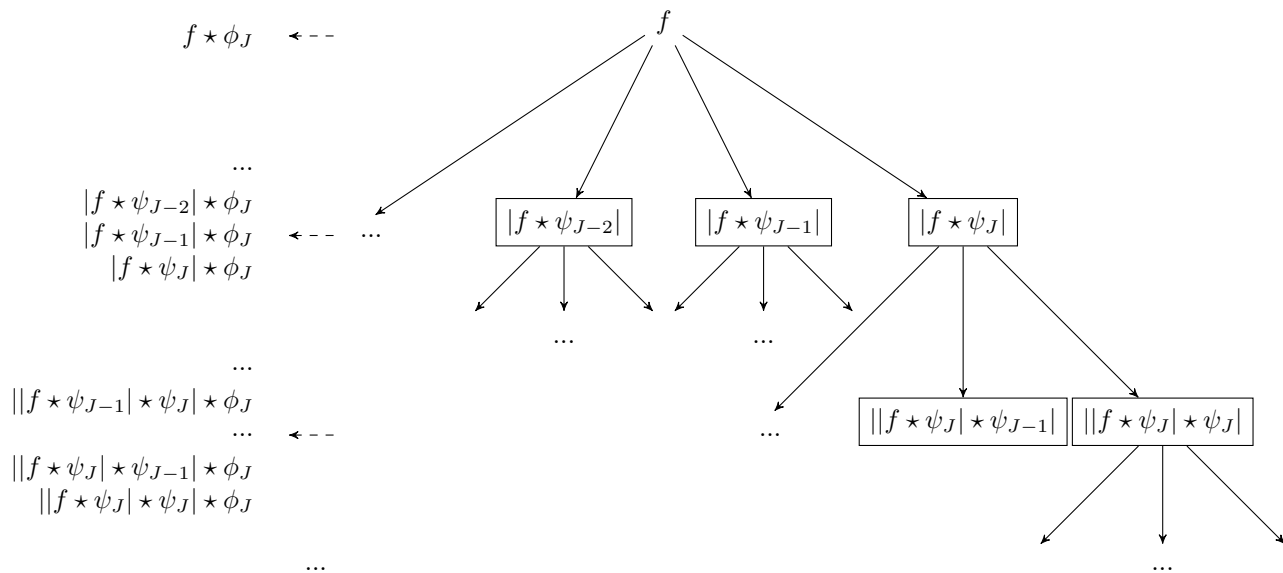 f ⋆ ϕ_J
f
...
|f ⋆ ψ_{J−2}| ⋆ ϕ_J
|f ⋆ ψ_{J−1}| ⋆ ϕ_J
|f ⋆ ψ_J| ⋆ ϕ_J
...
|f ⋆ ψ_{J−2}|
|f ⋆ ψ_{J−1}|
|f ⋆ ψ_J|
...
...
...
||f ⋆ ψ_{J−1}| ⋆ ψ_J| ⋆ ϕ_J
...
||f ⋆ ψ_J| ⋆ ψ_{J−1}| ⋆ ϕ_J
||f ⋆ ψ_J| ⋆ ψ_J| ⋆ ϕ_J
...
||f ⋆ ψ_J| ⋆ ψ_{J−1}|
||f ⋆ ψ_J| ⋆ ψ_J|
...
...